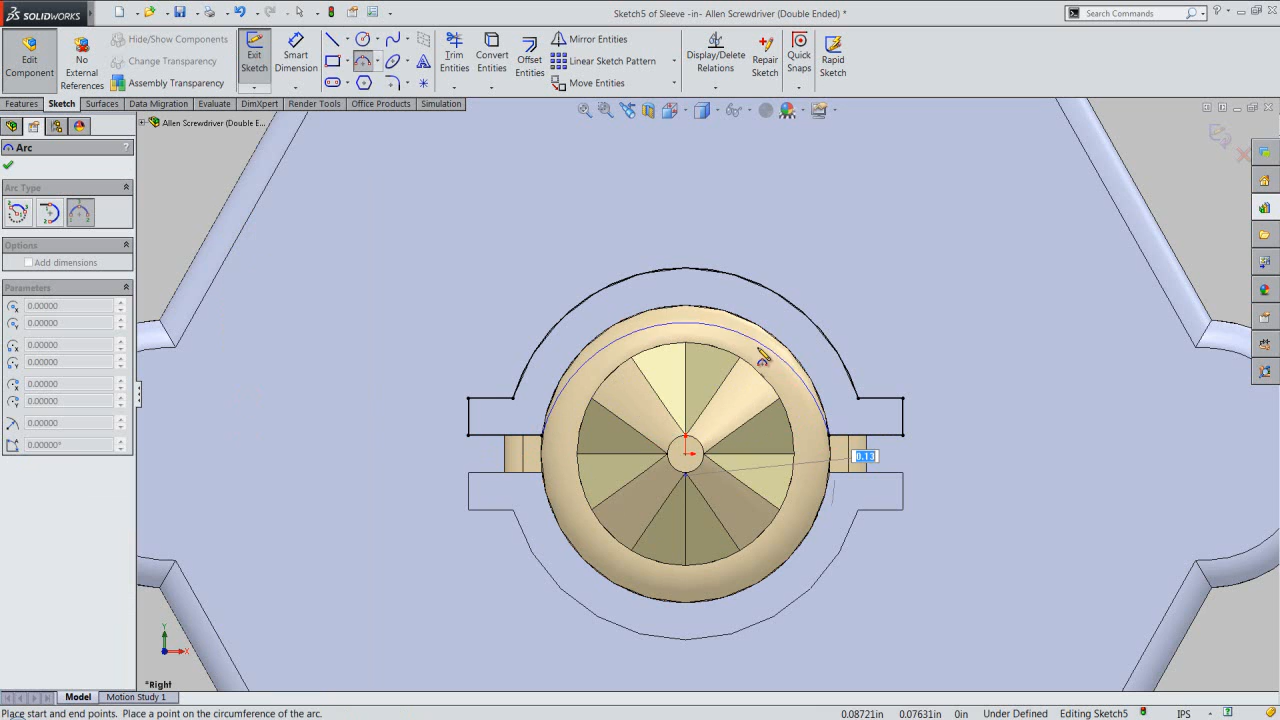 SOLIDWORKS
Sketch5 of Sleeve -in- Allen Screwdriver (Double Ended) *
Search Commands
?
Edit Component
No External References
Hide/Show Components
Change Transparency
Assembly Transparency
Exit Sketch
Smart Dimension
Trim Entities
Convert Entities
Offset Entities
Mirror Entities
Linear Sketch Pattern
Move Entities
Display/Delete Relations
Repair Sketch
Quick Snaps
Rapid Sketch
Features
Sketch
Surfaces
Data Migration
Evaluate
DimXpert
Render Tools
Office Products
Simulation
Allen Screwdriver (Double E...
Arc
?
Arc Type
Options
Add dimensions
Parameters
0.00000
0.00000
0.00000
0.00000
0.00000
0.00000
0.00000
0.00000°
0.13
Y
X
*Right
Model
Motion Study 1
Place start and end points. Place a point on the circumference of the arc.
0.08721in
0.07631in
0in
Under Defined
Editing Sketch5
IPS
?